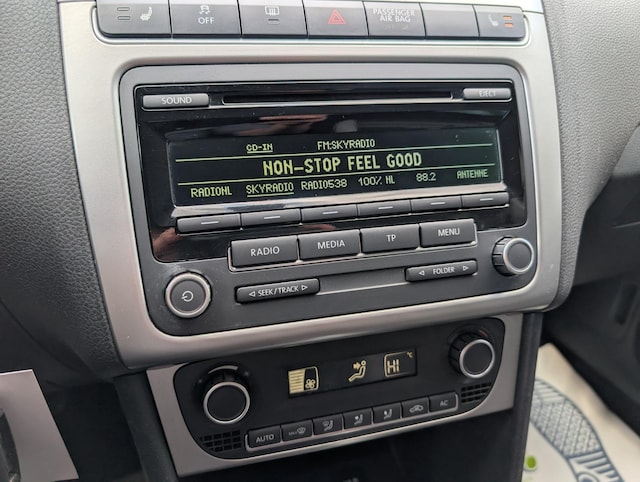 OFF
PASSENGER
AIR BAG
SOUND
EJECT
CD-IN FM:SKYRADIO
NON-STOP FEEL GOOD
RADIOHL SKYRADIO RADIO538 100% NL 88.2 ANTENNE
RADIO MEDIA TP MENU
◁ SEEK / TRACK ▷ ◁ FOLDER ▷
HI °C
AUTO AC